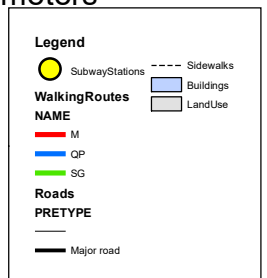 meters
Legend
SubwayStations
Sidewalks
Buildings
LandUse
WalkingRoutes
NAME
M
QP
SG
Roads
PRETYPE
Major road